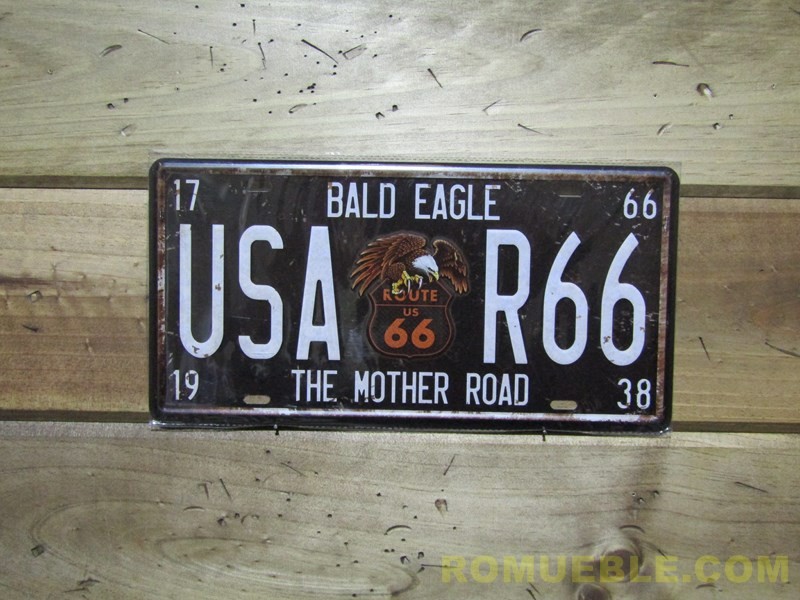 17 BALD EAGLE 66
USA R66
ROUTE
US
66
19 THE MOTHER ROAD 38
ROMUEBLE.COM